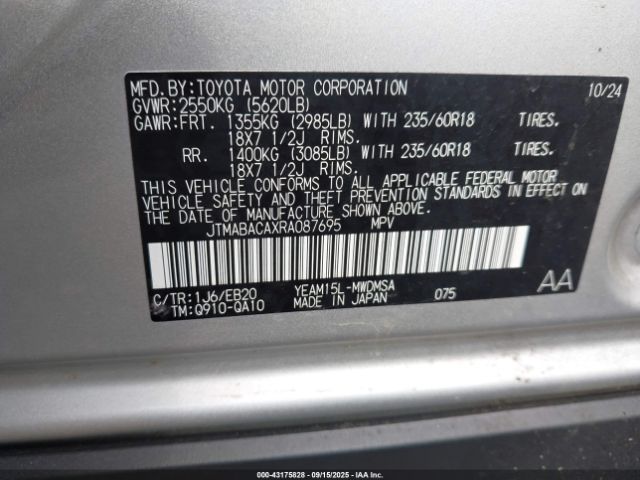 MFD.BY:TOYOTA MOTOR CORPORATION 10/24
GVWR:2550KG (5620LB)
GAWR:FRT. 1355KG (2985LB) WITH 235/60R18 TIRES.
18X7 1/2J RIMS.
RR. 1400KG (3085LB) WITH 235/60R18 TIRES.
18X7 1/2J RIMS.
THIS VEHICLE CONFORMS TO ALL APPLICABLE FEDERAL MOTOR
VEHICLE SAFETY AND THEFT PREVENTION STANDARDS IN EFFECT ON
THE DATE OF MANUFACTURE SHOWN ABOVE.
JTMABACAXRA087695 MPV
C/TR:1J6/EB20 YEAM15L-MWDMSA AA
A/TM:Q910-QA10 MADE IN JAPAN 075
000-43175828 - 09/15/2025 - IAAI.COM